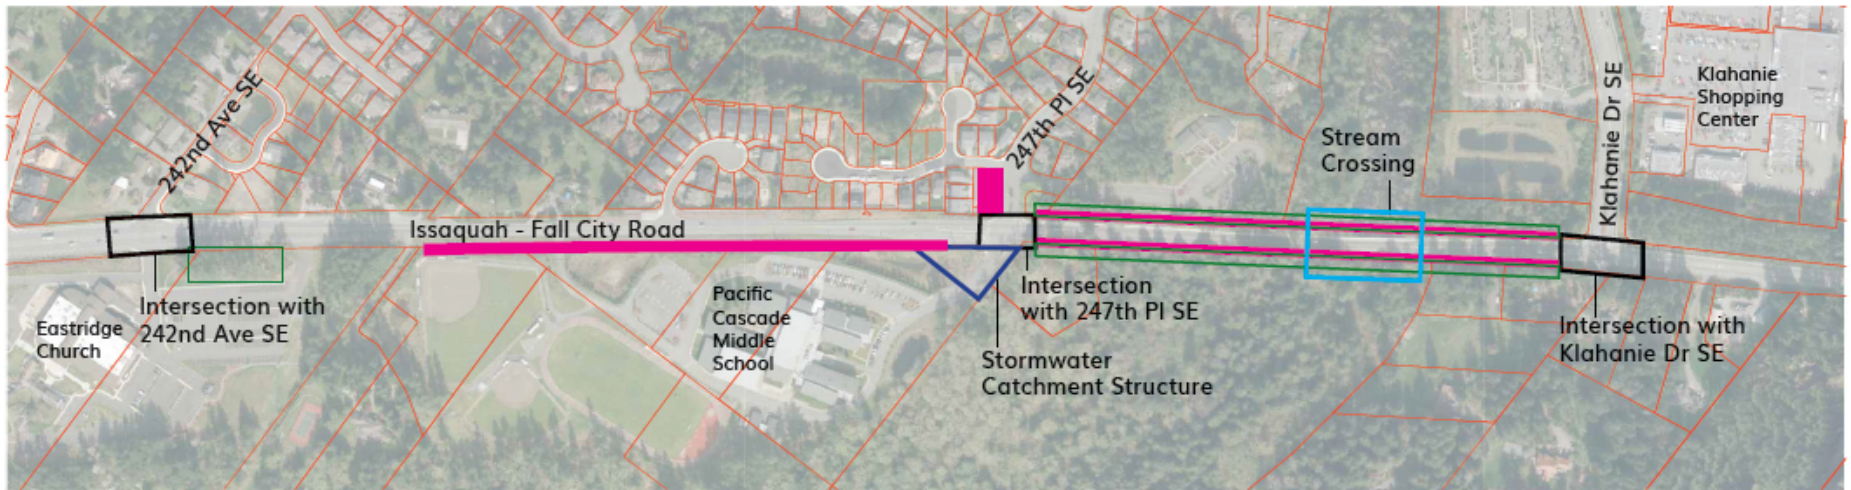 242nd Ave SE
247th Pl SE
Klahanie Dr SE
Klahanie
Shopping
Center
Stream
Crossing
Issaquah - Fall City Road
Intersection with
242nd Ave SE
Eastridge
Church
Pacific
Cascade
Middle
School
Intersection
with 247th Pl SE
Stormwater
Catchment Structure
Intersection with
Klahanie Dr SE